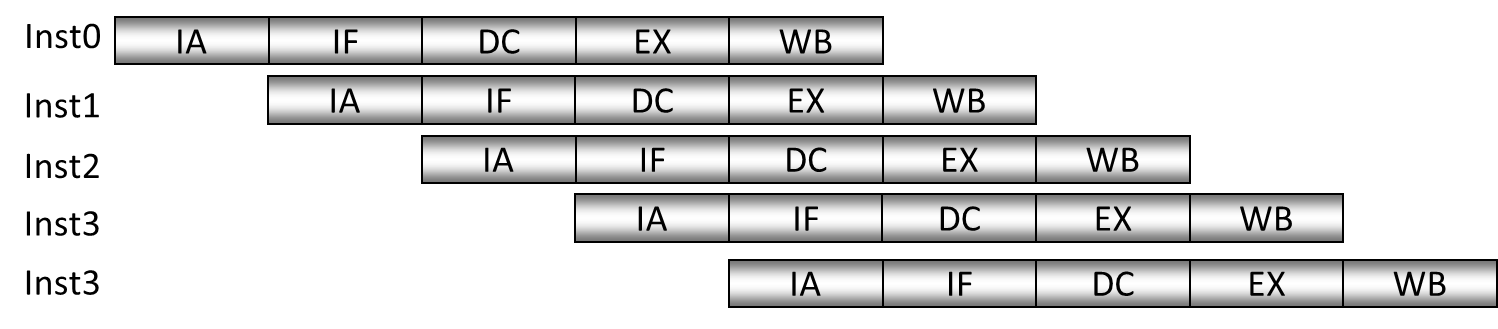 Inst0 IA IF DC EX WB
Inst1 IA IF DC EX WB
Inst2 IA IF DC EX WB
Inst3 IA IF DC EX WB
Inst3 IA IF DC EX WB